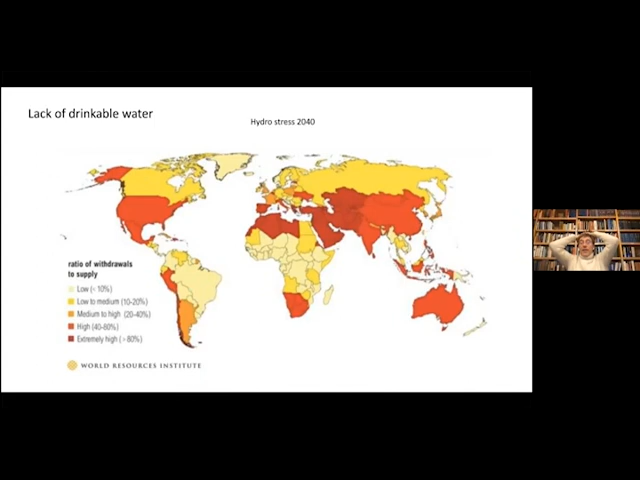 Lack of drinkable water
Hydro stress 2040
ratio of withdrawals
to supply
Low (< 10%)
Low to medium (10-20%)
Medium to high (20-40%)
High (40-80%)
Extremely high (> 80%)
WORLD RESOURCES INSTITUTE